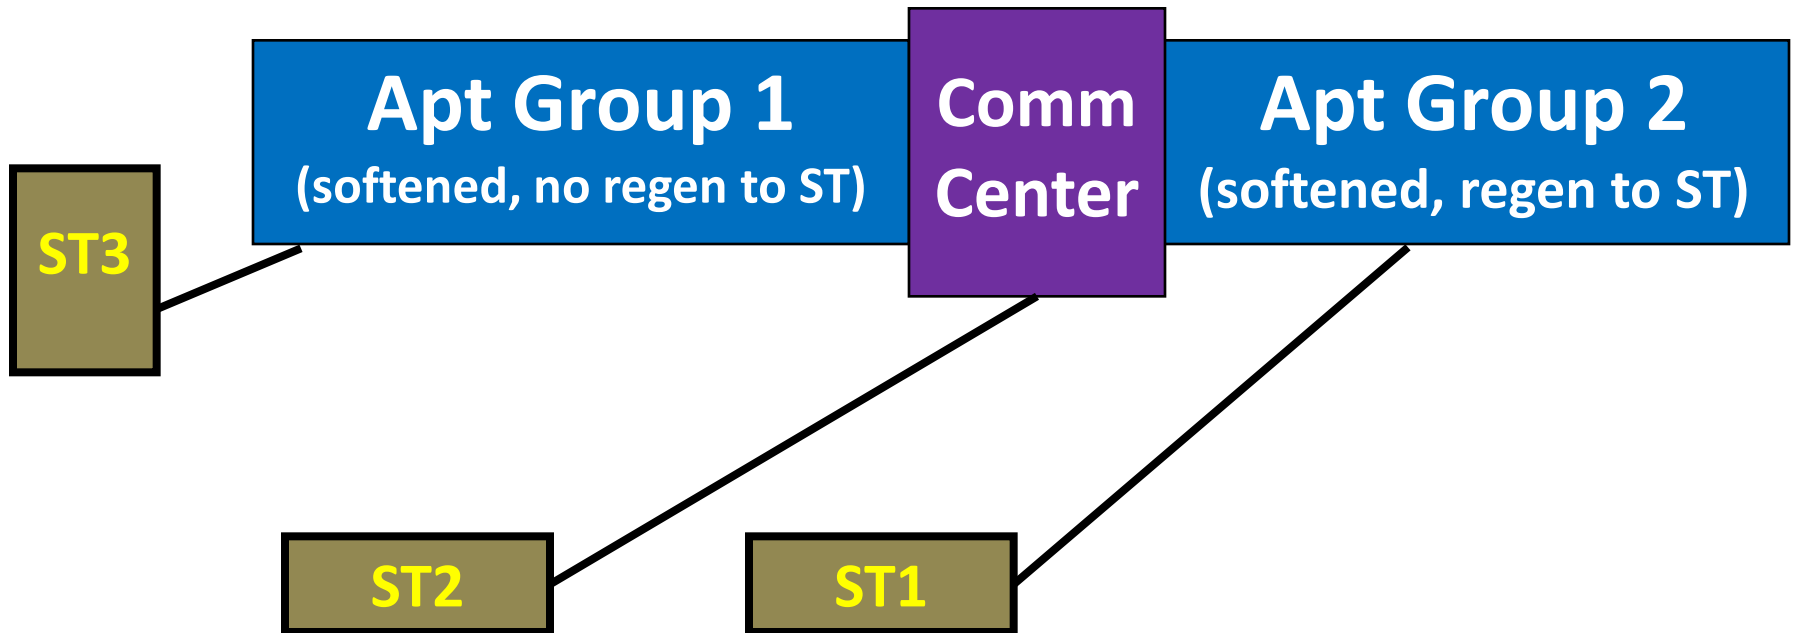 Apt Group 1
(softened, no regen to ST)
Comm
Center
Apt Group 2
(softened, regen to ST)
ST3
ST2
ST1